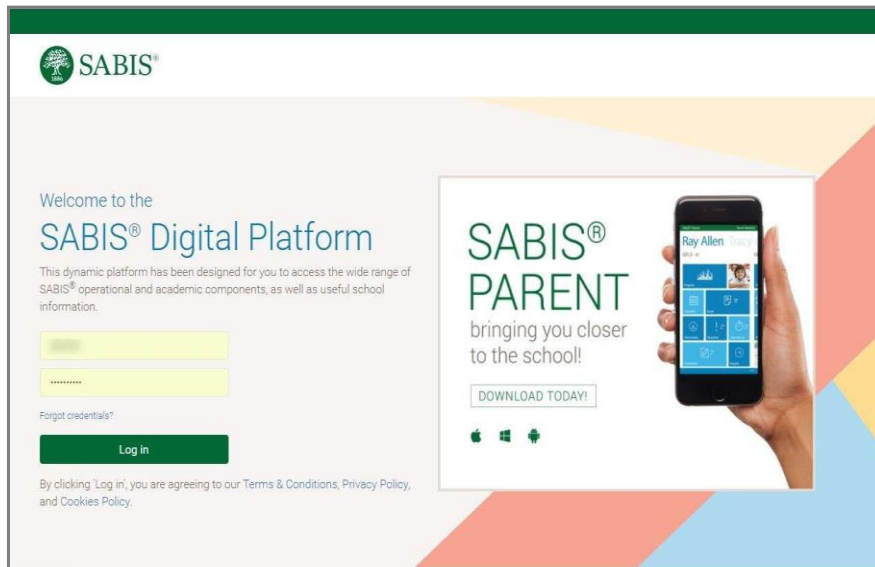 1886
SABIS®
Welcome to the
SABIS® Digital Platform
This dynamic platform has been designed for you to access the wide range of
SABIS® operational and academic components, as well as useful school
information.
Forgot credentials?
Log in
By clicking 'Log in', you are agreeing to our Terms & Conditions, Privacy Policy,
and Cookies Policy.
SABIS®
PARENT
bringing you closer
to the school!
DOWNLOAD TODAY!
Ray Allen Tracy